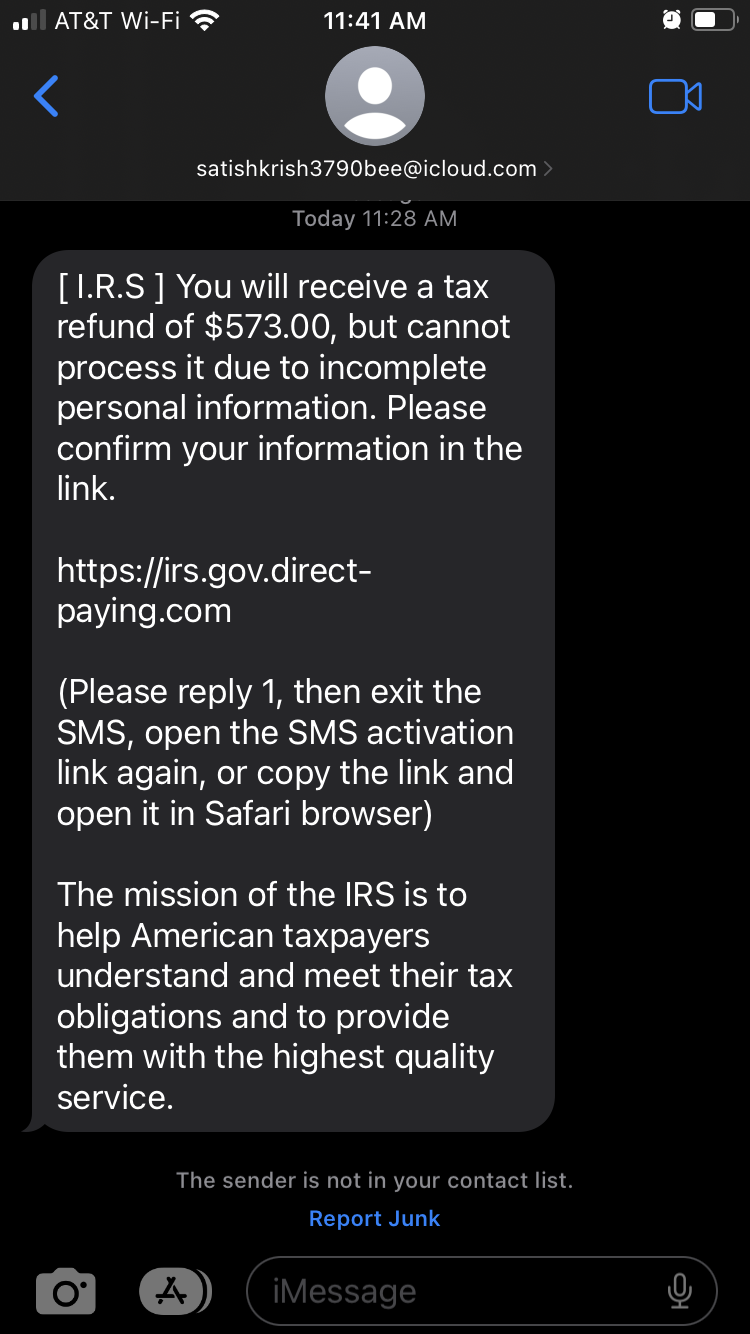 AT&T Wi-Fi 11:41 AM
satishkrish3790bee@icloud.com
Today 11:28 AM
[ I.R.S ] You will receive a tax
refund of $573.00, but cannot
process it due to incomplete
personal information. Please
confirm your information in the
link.
https://irs.gov.direct-
paying.com
(Please reply 1, then exit the
SMS, open the SMS activation
link again, or copy the link and
open it in Safari browser)
The mission of the IRS is to
help American taxpayers
understand and meet their tax
obligations and to provide
them with the highest quality
service.
The sender is not in your contact list.
Report Junk
iMessage